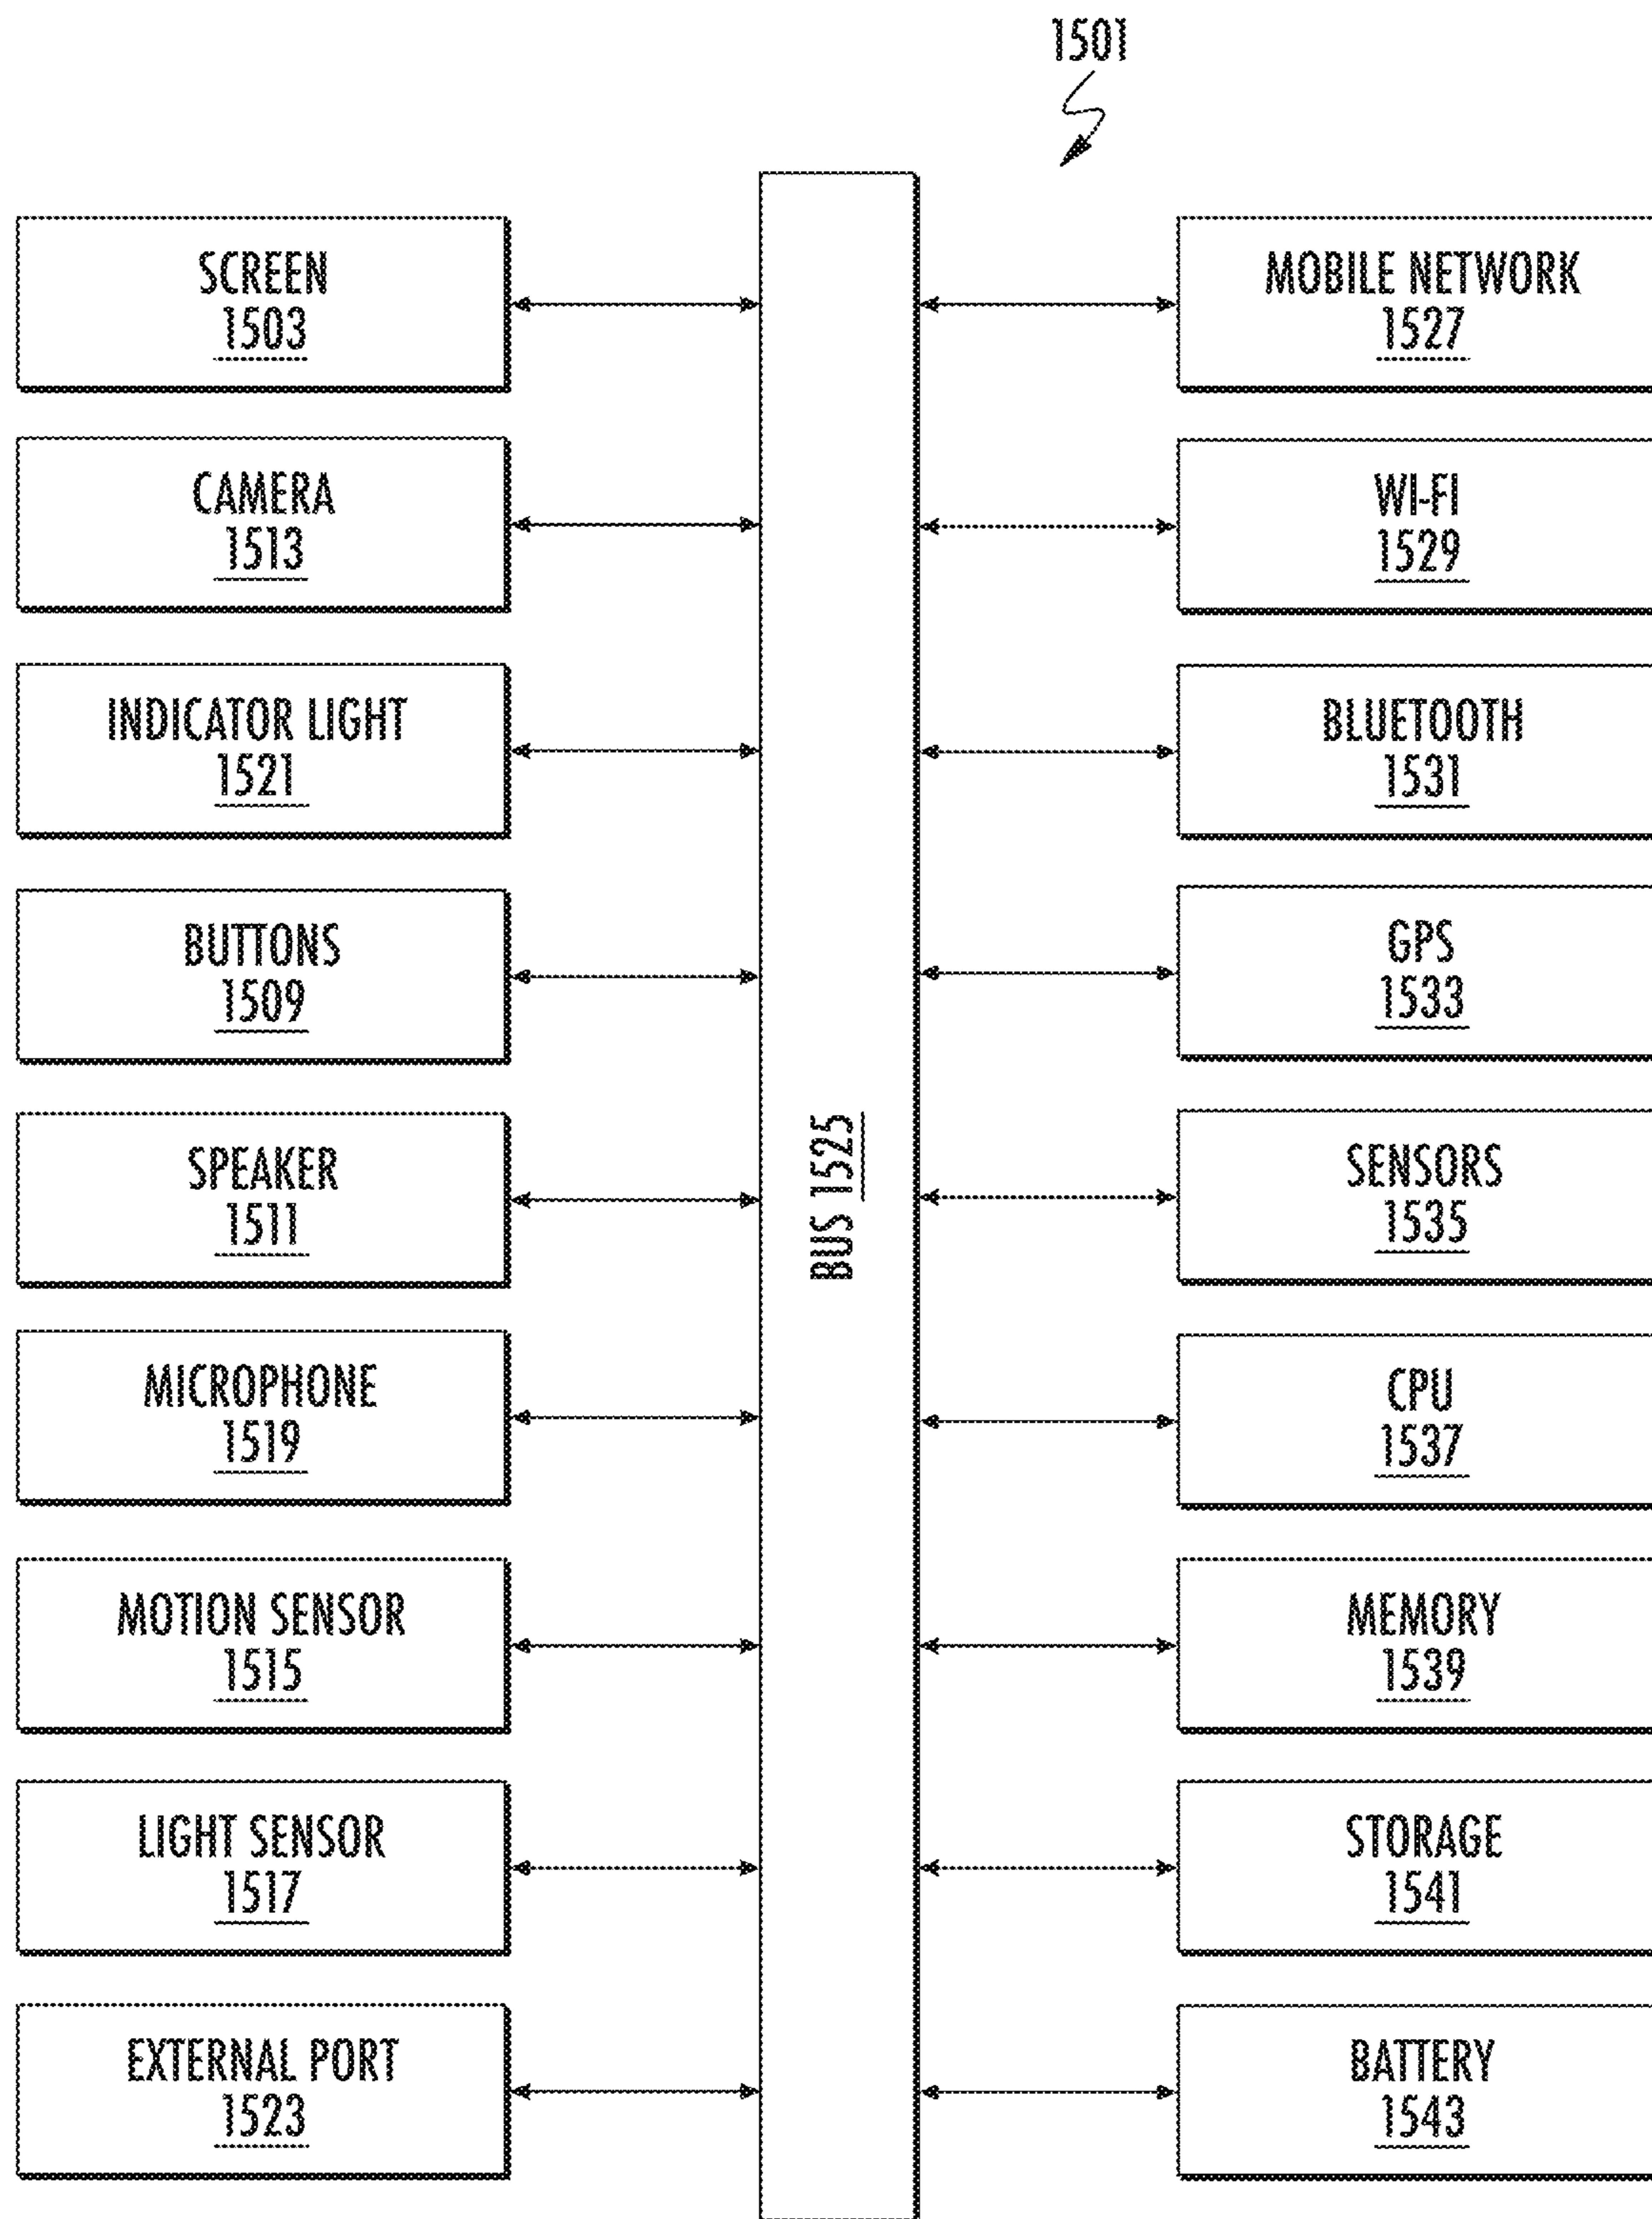 1501
SCREEN
1503
CAMERA
1513
INDICATOR LIGHT
1521
BUTTONS
1509
SPEAKER
1511
MICROPHONE
1519
MOTION SENSOR
1515
LIGHT SENSOR
1517
EXTERNAL PORT
1523
BUS 1525
MOBILE NETWORK
1527
WI-FI
1529
BLUETOOTH
1531
GPS
1533
SENSORS
1535
CPU
1537
MEMORY
1539
STORAGE
1541
BATTERY
1543